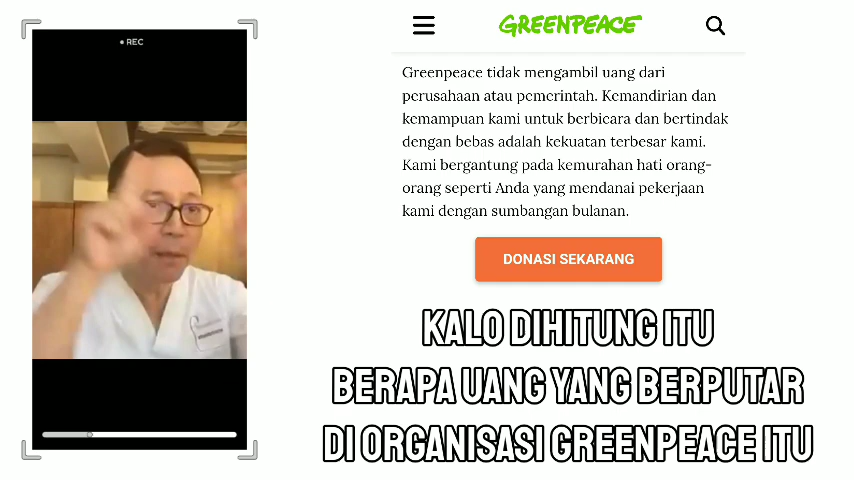 REC
GREENPEACE
Greenpeace tidak mengambil uang dari
perusahaan atau pemerintah. Kemandirian dan
kemampuan kami untuk berbicara dan bertindak
dengan bebas adalah kekuatan terbesar kami.
Kami bergantung pada kemurahan hati orang-
orang seperti Anda yang mendanai pekerjaan
kami dengan sumbangan bulanan.
DONASI SEKARANG
KALO DIHITUNG ITU
BERAPA UANG YANG BERPUTAR
DI ORGANISASI GREENPEACE ITU